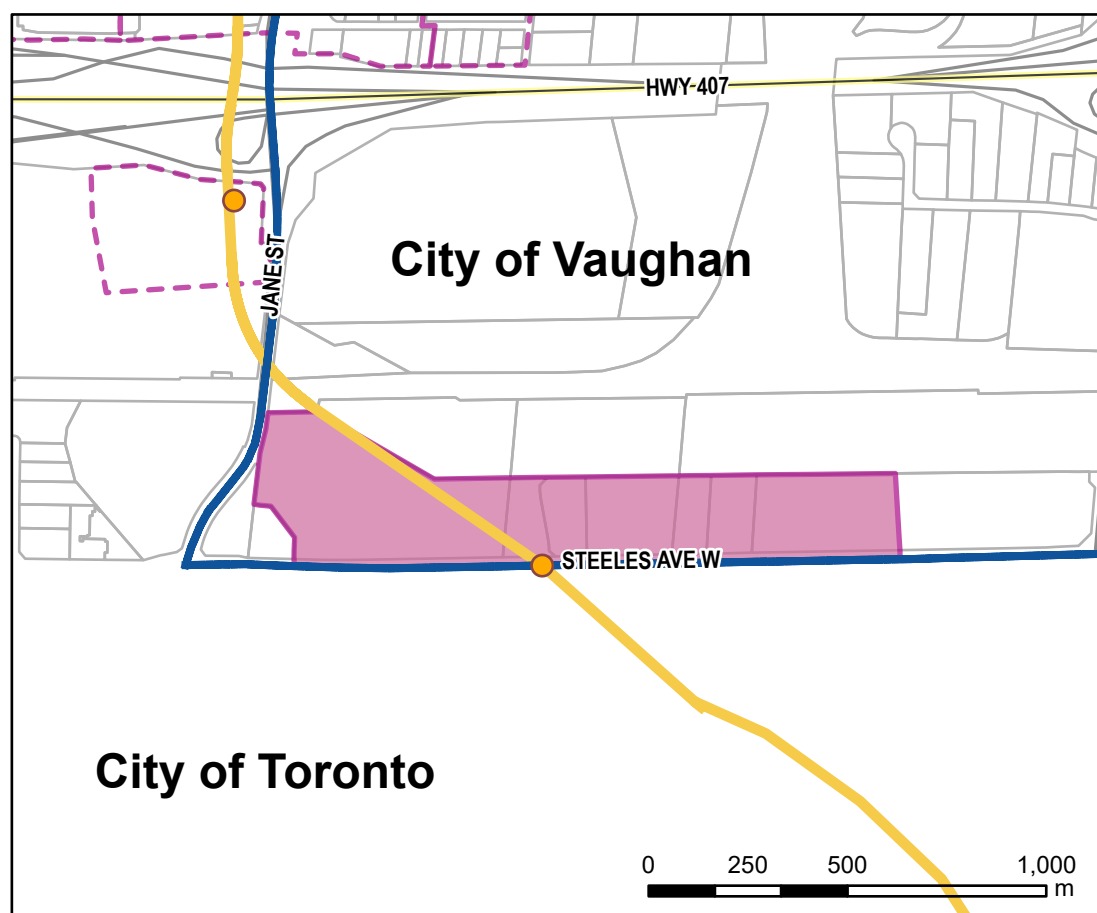 HWY 407
City of Vaughan
JANE ST
STEELES AVE W
City of Toronto
0 250 500 1,000
m